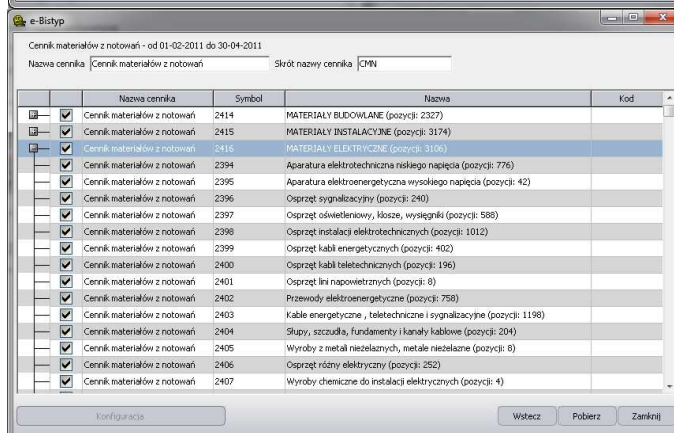 e-Bistyp
Cennik materiałów z notowań - od 01-02-2011 do 30-04-2011
Nazwa cennika Cennik materiałów z notowań Skrót nazwy cennika CMN
Nazwa cennika Symbol Nazwa Kod
Cennik materiałów z notowań 2414 MATERIAŁY BUDOWLANE (pozycji: 2327)
Cennik materiałów z notowań 2415 MATERIAŁY INSTALACYJNE (pozycji: 3174)
Cennik materiałów z notowań 2416 MATERIAŁY ELEKTRYCZNE (pozycji: 3106)
Cennik materiałów z notowań 2394 Aparatura elektrotechniczna niskiego napięcia (pozycji: 776)
Cennik materiałów z notowań 2395 Aparatura elektroenergetyczna wysokiego napięcia (pozycji: 42)
Cennik materiałów z notowań 2396 Osprzęt sygnalizacyjny (pozycji: 240)
Cennik materiałów z notowań 2397 Osprzęt oświetleniowy, klosze, wysięgniki (pozycji: 588)
Cennik materiałów z notowań 2398 Osprzęt instalacji elektrotechnicznych (pozycji: 1012)
Cennik materiałów z notowań 2399 Osprzęt kabli energetycznych (pozycji: 402)
Cennik materiałów z notowań 2400 Osprzęt kabli teletechnicznych (pozycji: 196)
Cennik materiałów z notowań 2401 Osprzęt lini napowietrznych (pozycji: 8)
Cennik materiałów z notowań 2402 Przewody elektroenergetyczne (pozycji: 758)
Cennik materiałów z notowań 2403 Kable energetyczne , teletechniczne i sygnalizacyjne (pozycji: 1198)
Cennik materiałów z notowań 2404 Słupy, szczudła, fundamenty i kanały kablowe (pozycji: 204)
Cennik materiałów z notowań 2405 Wyroby z metali nieżelaznych, metale nieżelazne (pozycji: 8)
Cennik materiałów z notowań 2406 Osprzęt różny elektryczny (pozycji: 252)
Cennik materiałów z notowań 2407 Wyroby chemiczne do instalacji elektrycznych (pozycji: 4)
Konfiguracja Wstecz Pobierz Zamknij